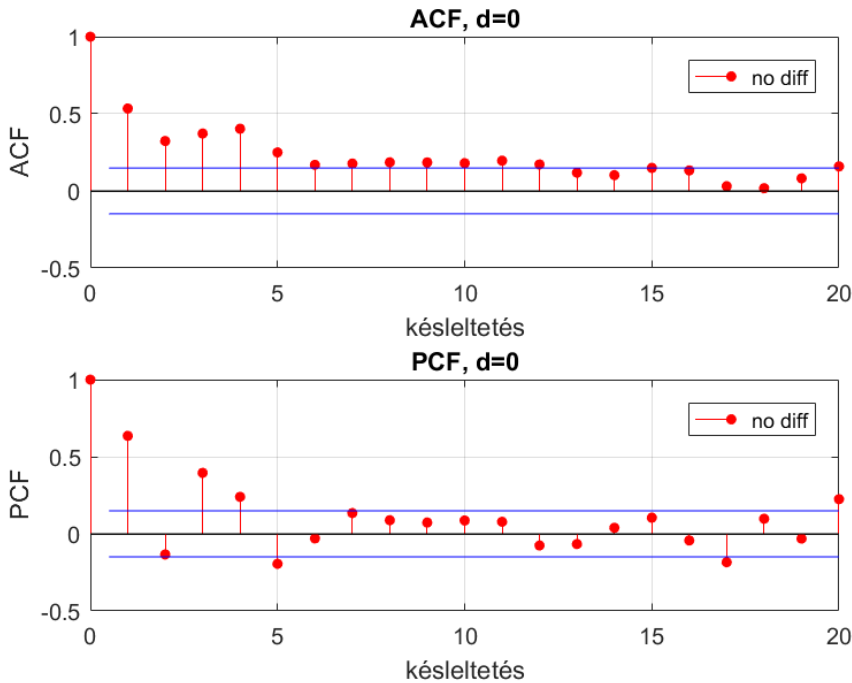 ACF, d=0
1
0.5
0
-0.5
ACF
no diff
0 5 10 15 20
késleltetés
PCF, d=0
1
0.5
0
-0.5
PCF
no diff
0 5 10 15 20
késleltetés